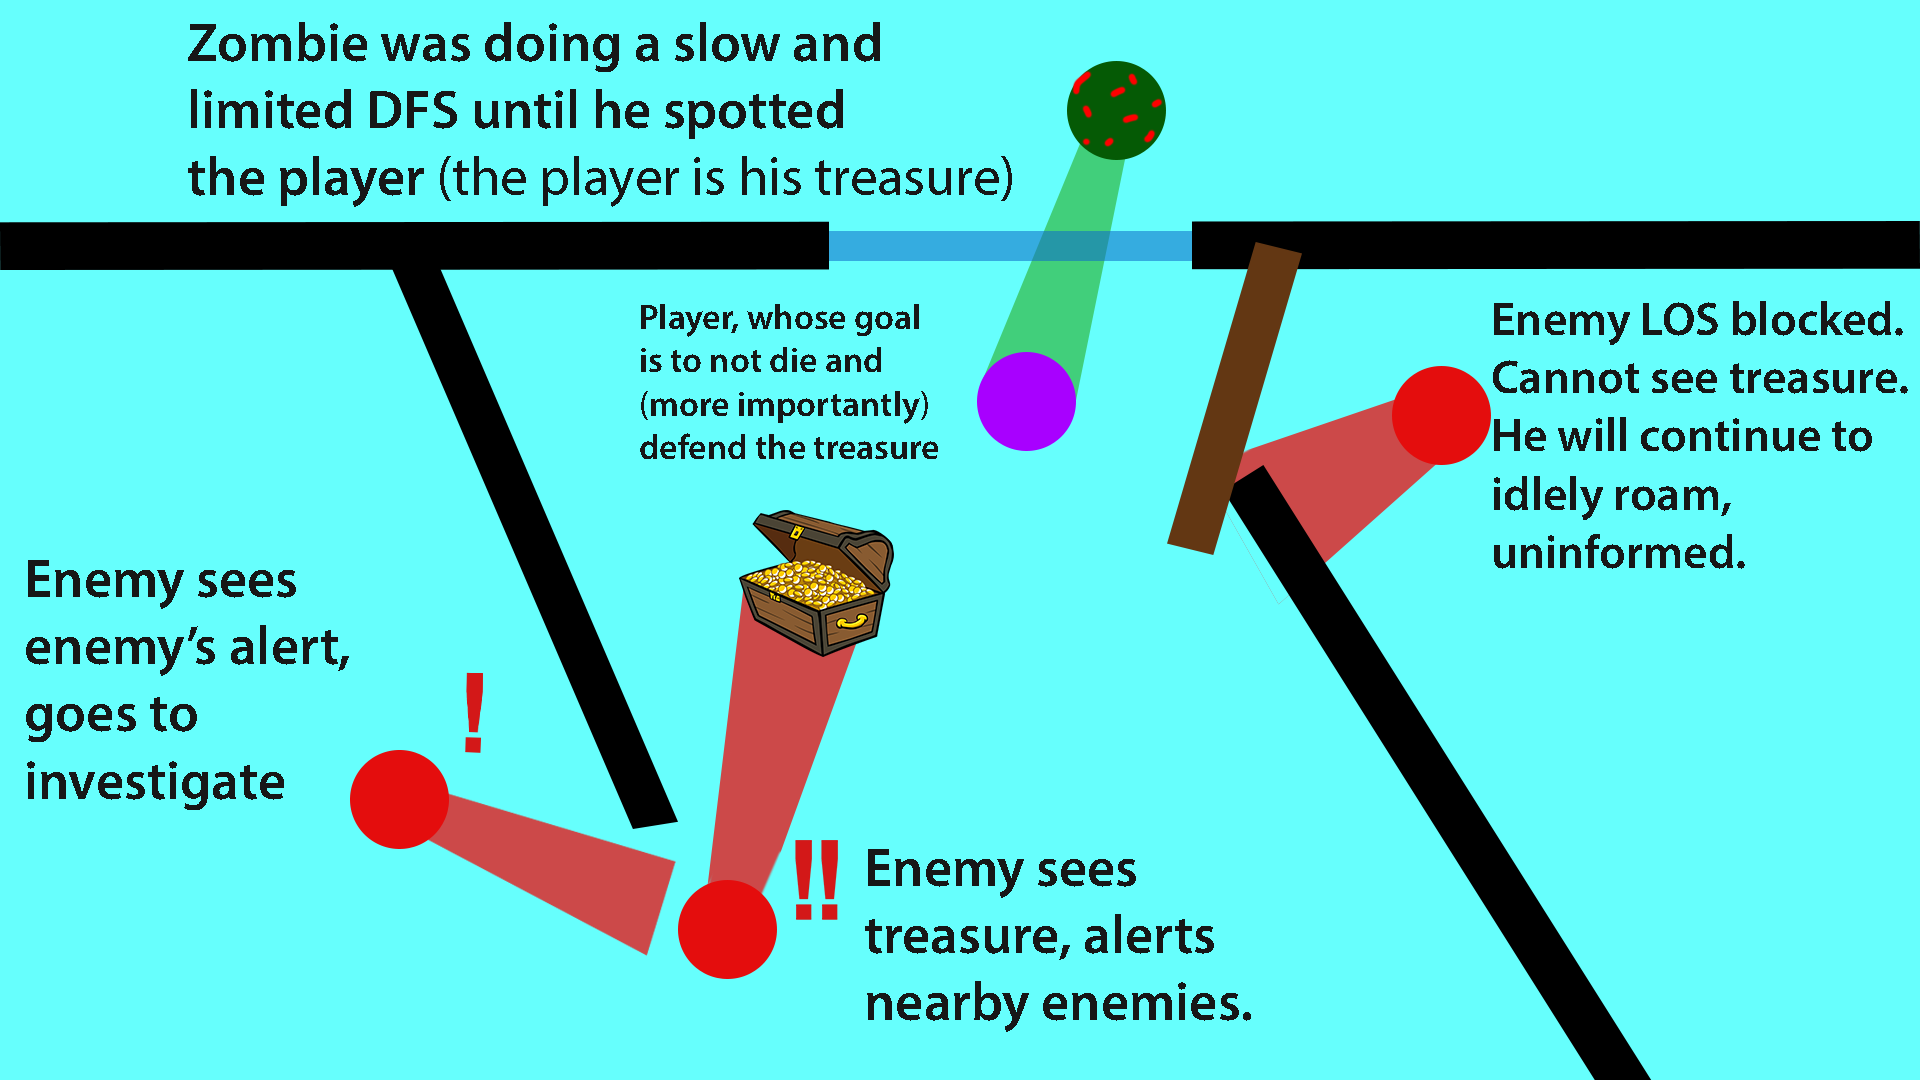 Zombie was doing a slow and
limited DFS until he spotted
the player (the player is his treasure)
Player, whose goal
is to not die and
(more importantly)
defend the treasure
Enemy LOS blocked.
Cannot see treasure.
He will continue to
idlely roam,
uninformed.
Enemy sees
enemy’s alert,
goes to
investigate
!
!!
Enemy sees
treasure, alerts
nearby enemies.